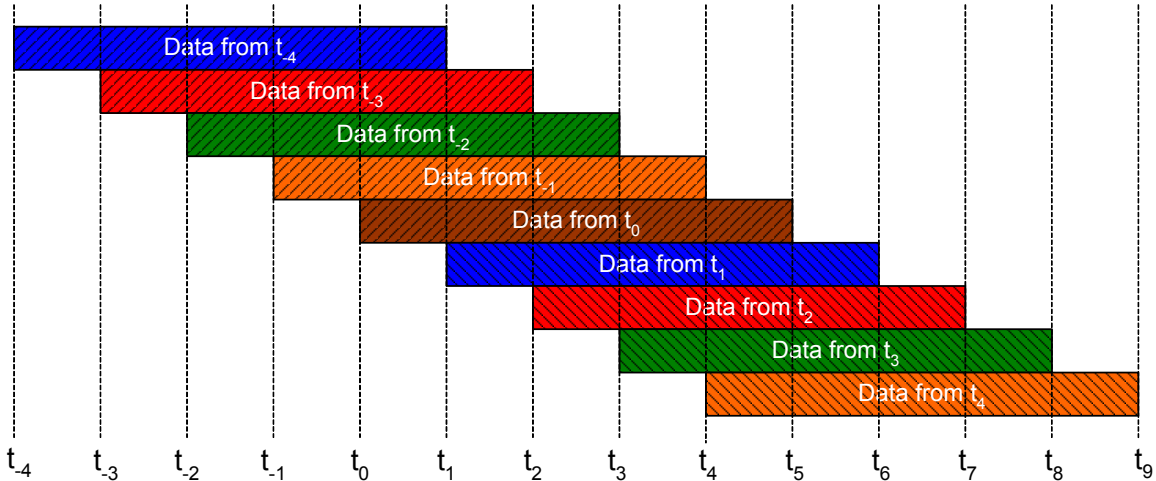 Data from t-4
Data from t-3
Data from t-2
Data from t-1
Data from t0
Data from t1
Data from t2
Data from t3
Data from t4
t-4 t-3 t-2 t-1 t0 t1 t2 t3 t4 t5 t6 t7 t8 t9